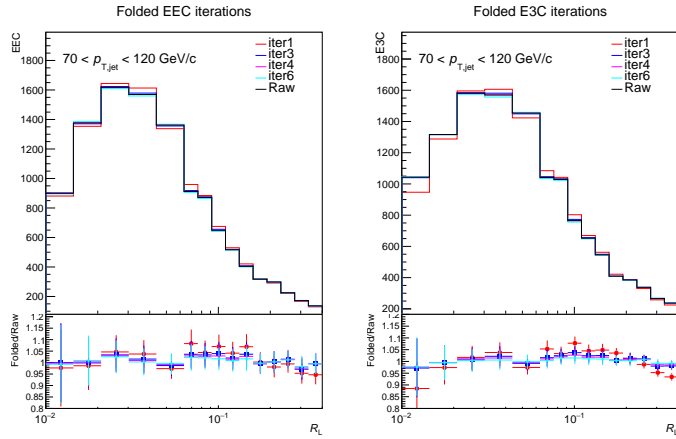 Folded EEC iterations
EEC
70 < p_T,jet < 120 GeV/c
iter1
iter3
iter4
iter6
Raw
1600
1400
1200
1000
800
600
400
200
Folded/Raw
1.2
1.15
1.1
1.05
1
0.95
0.9
0.85
0.8
10⁻²
10⁻¹
R_L
Folded E3C iterations
E3C
70 < p_T,jet < 120 GeV/c
iter1
iter3
iter4
iter6
Raw
1800
1600
1400
1200
1000
800
600
400
200
Folded/Raw
1.2
1.15
1.1
1.05
1
0.95
0.9
0.85
0.8
10⁻²
10⁻¹
R_L